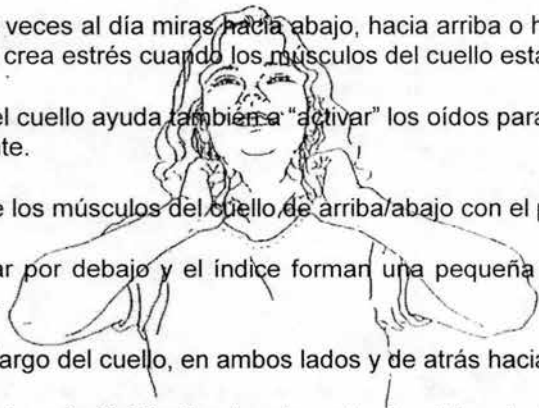 veces al día miras hacia abajo, hacia arriba o h
crea estrés cuando los músculos del cuello esta
el cuello ayuda también a “activar” los oídos para
nte.
e los músculos del cuello de arriba/abajo con el p
ar por debajo y el índice forman una pequeña
argo del cuello, en ambos lados y de atrás hacia